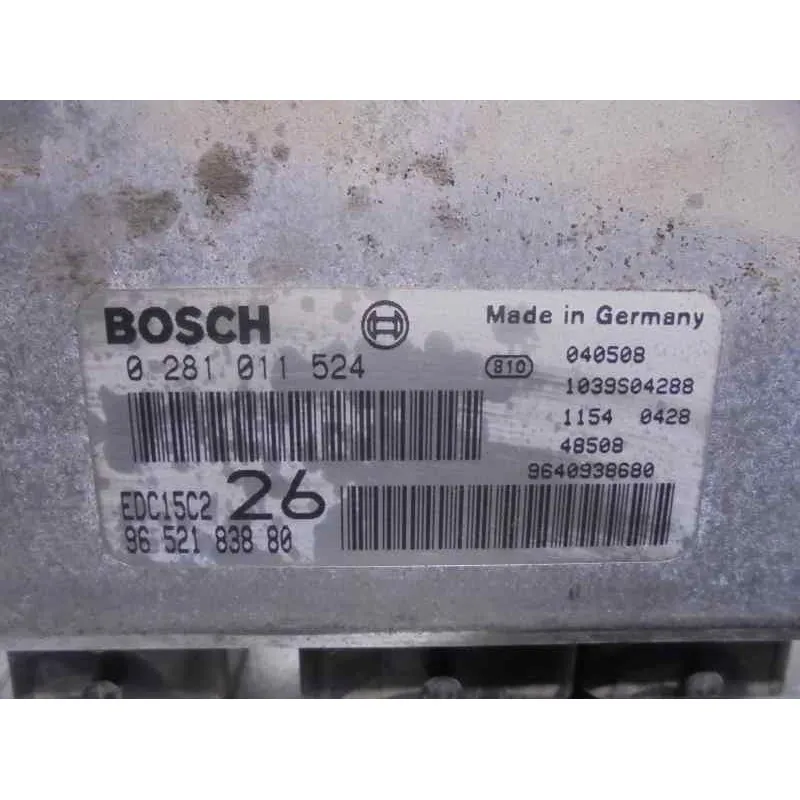 BOSCH
Made in Germany
0 281 011 524
810
040508
1039S04288
1154 0428
48508
9640938680
EDC15C2
26
96 521 838 80